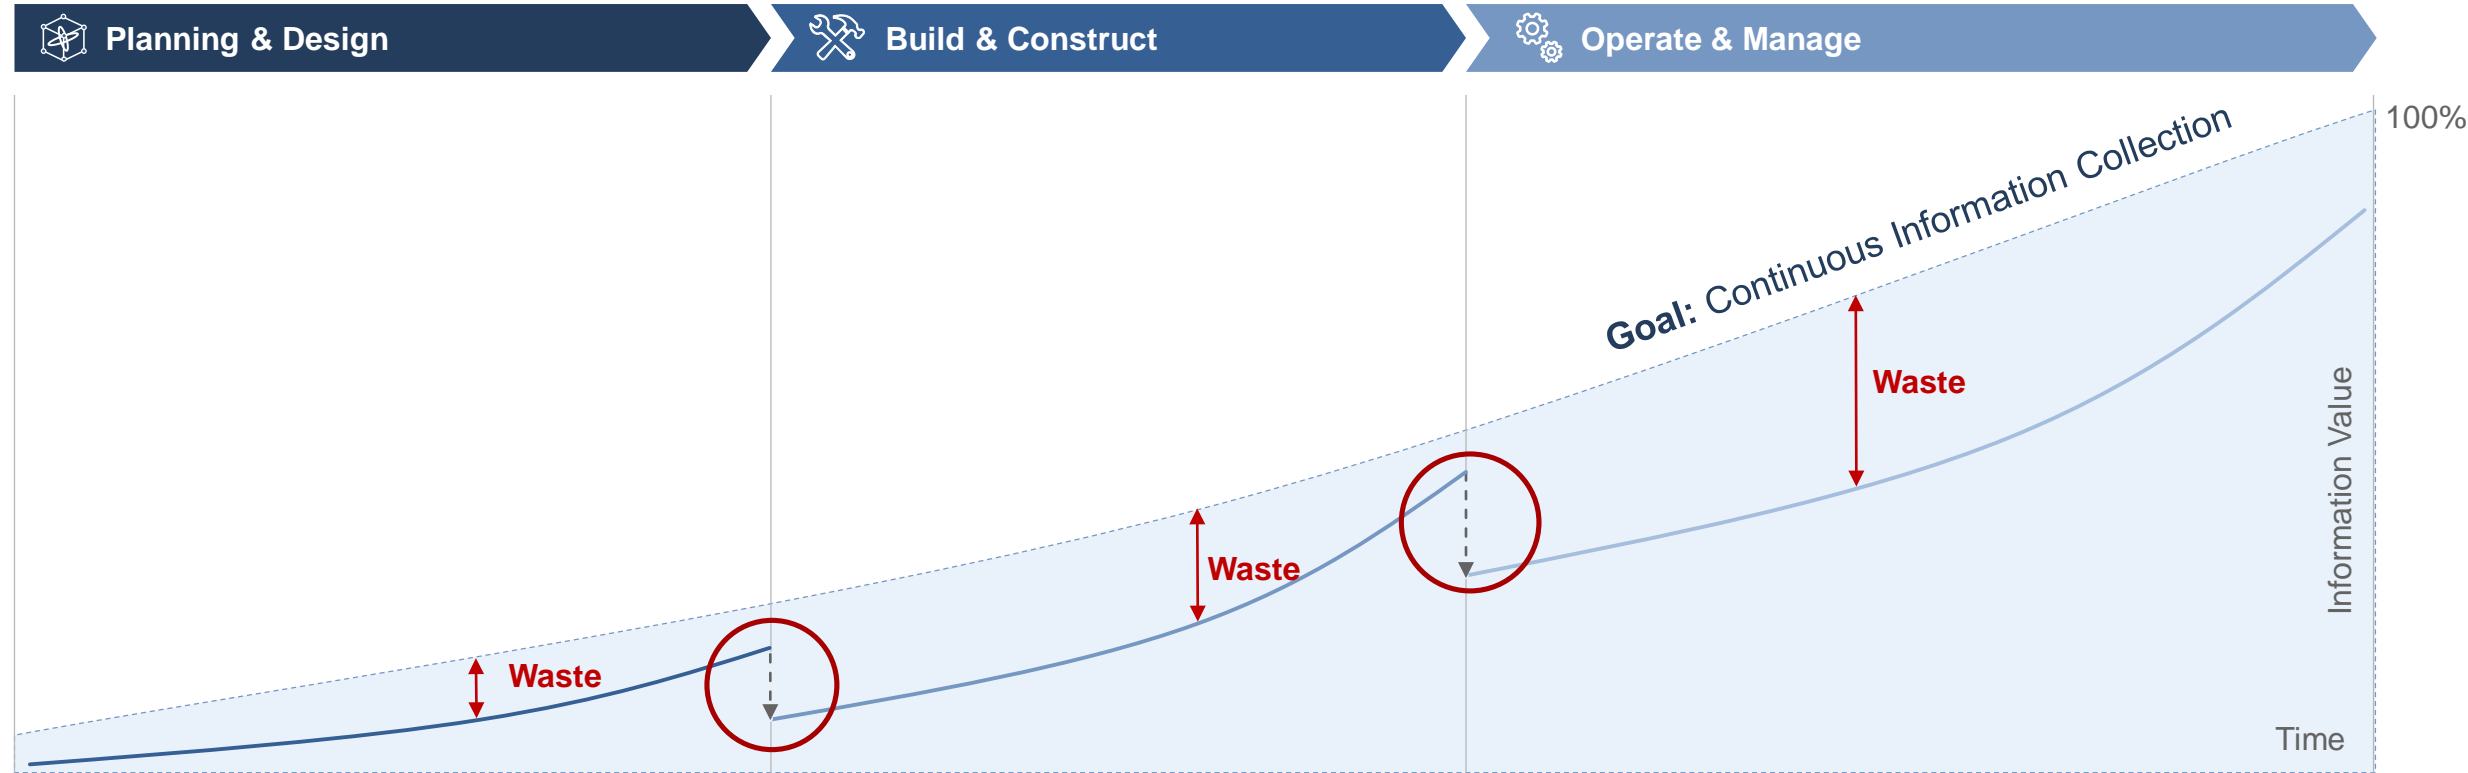 Planning & Design
Build & Construct
Operate & Manage
100%
Goal: Continuous Information Collection
Waste
Waste
Waste
Information Value
Time